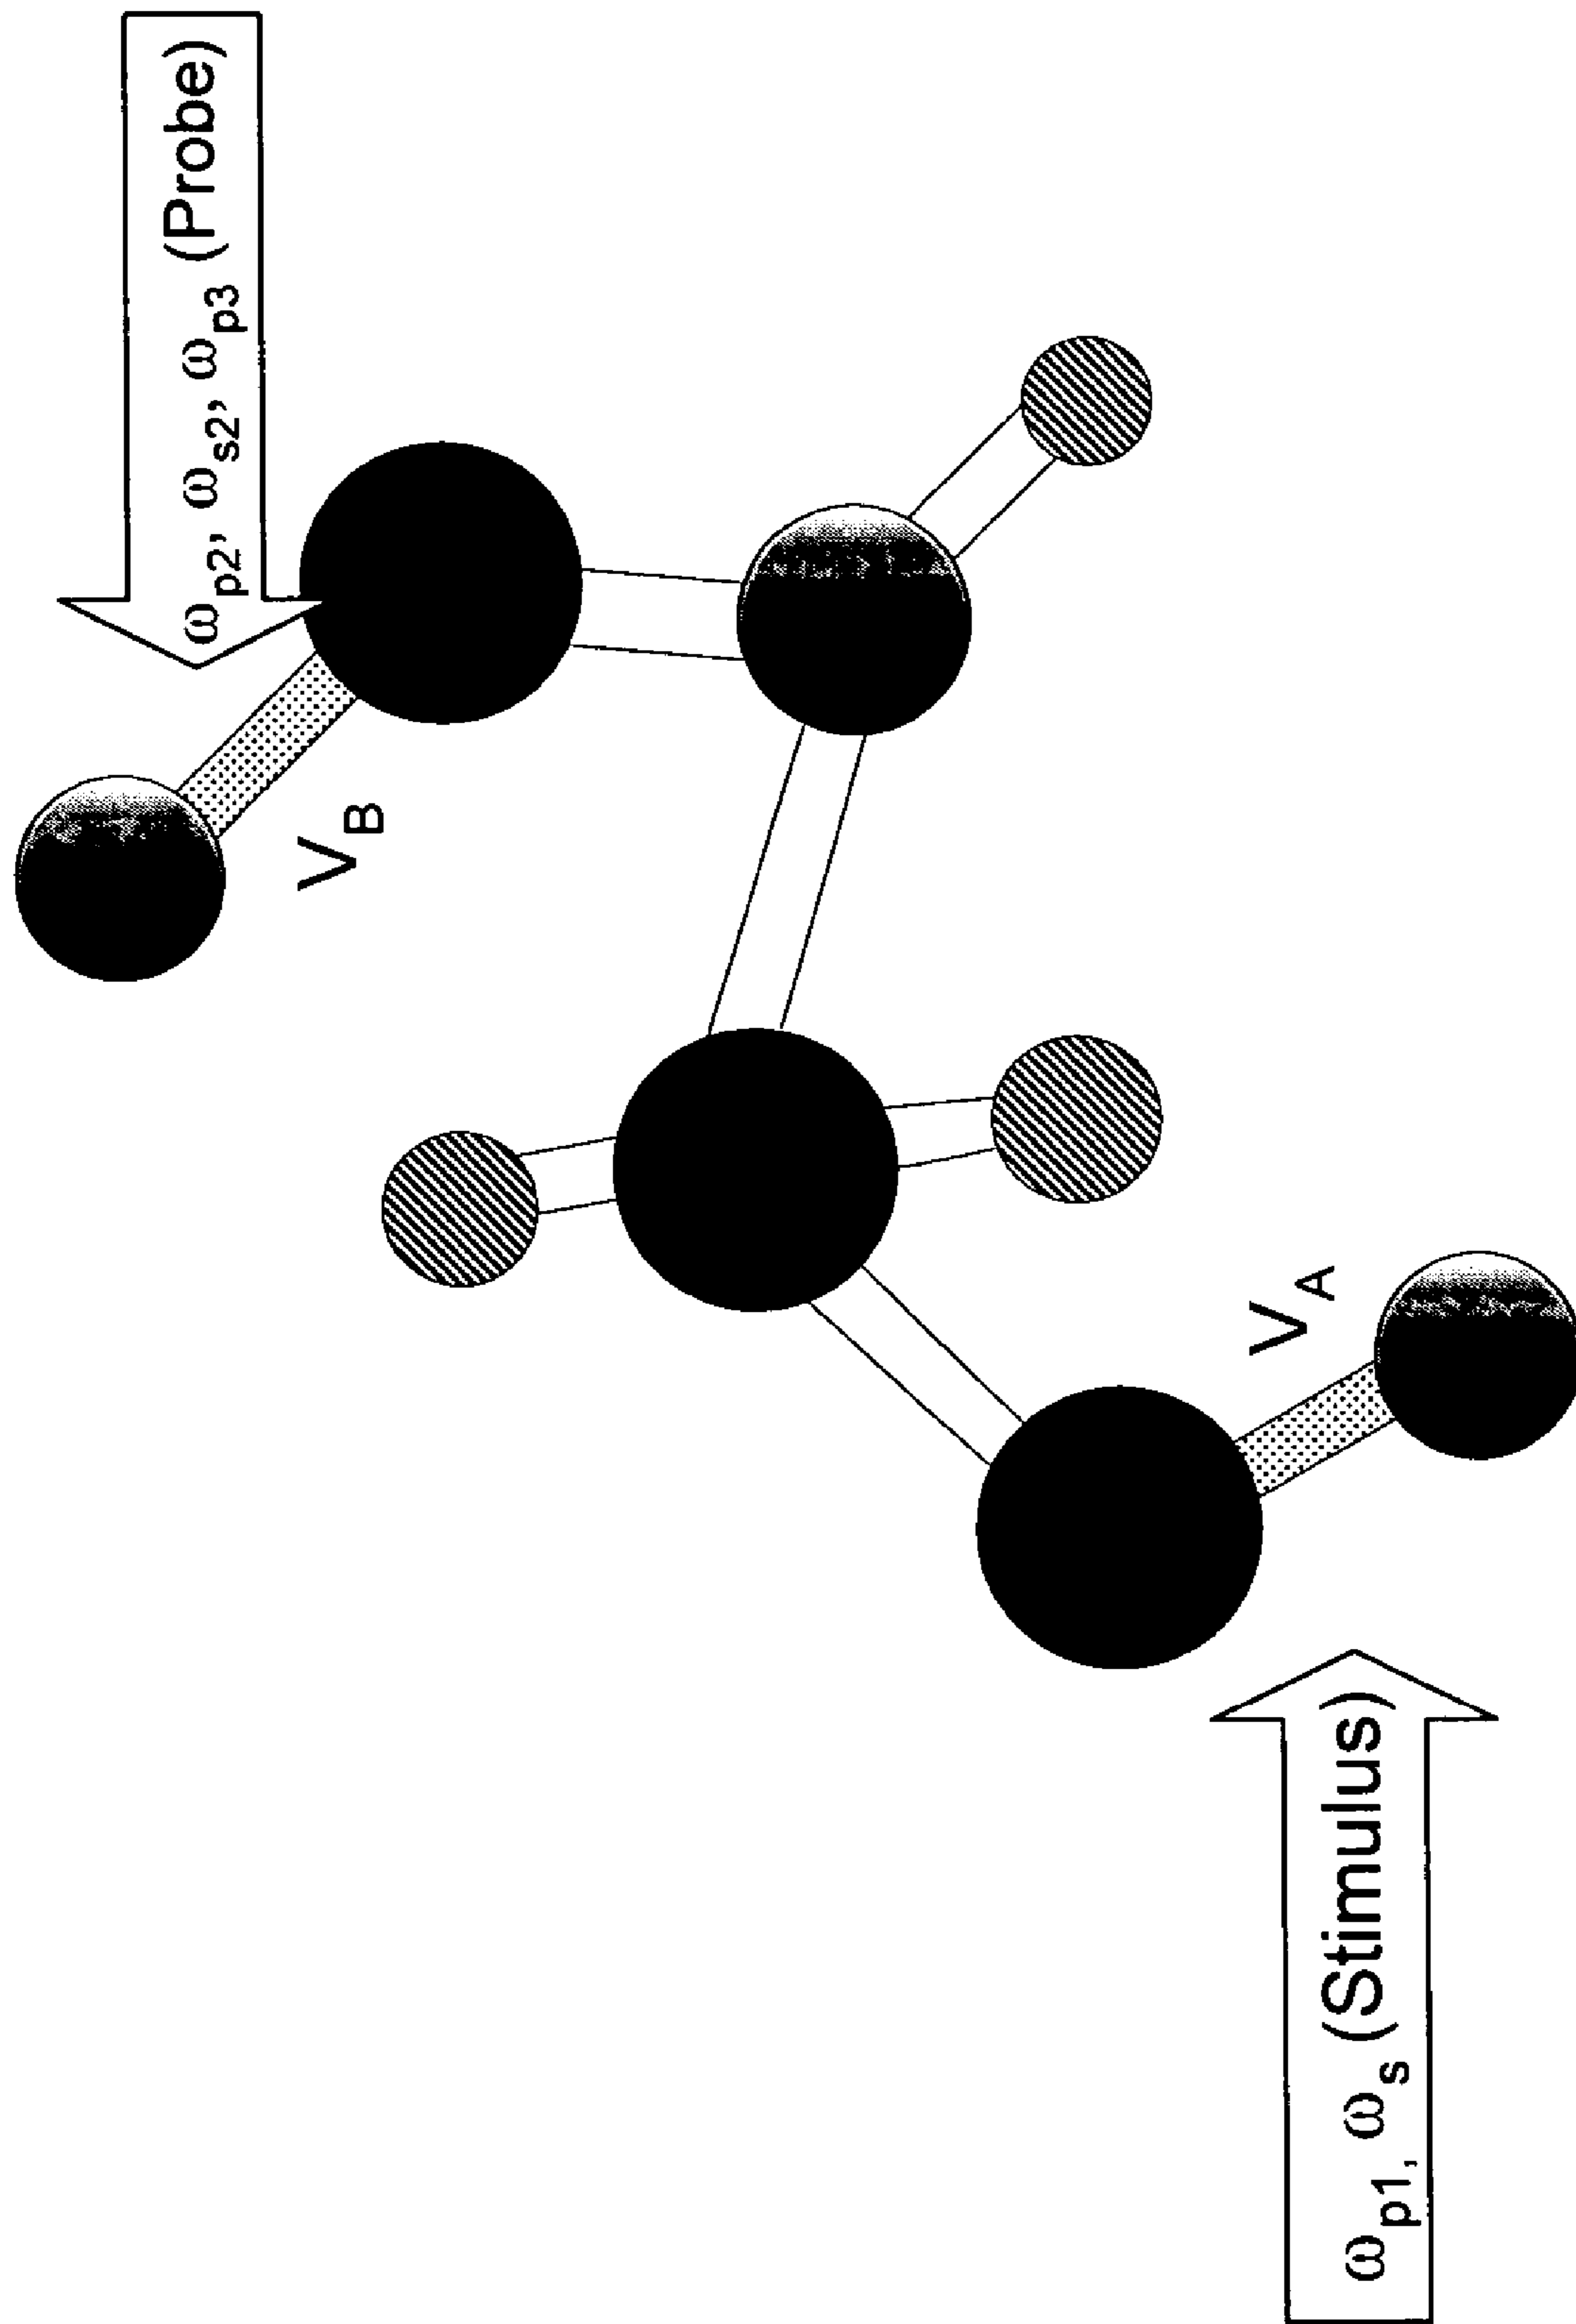 ω_p2, ω_s2, ω_p3 (Probe)
V_B
V_A
ω_p1, ω_s (Stimulus)